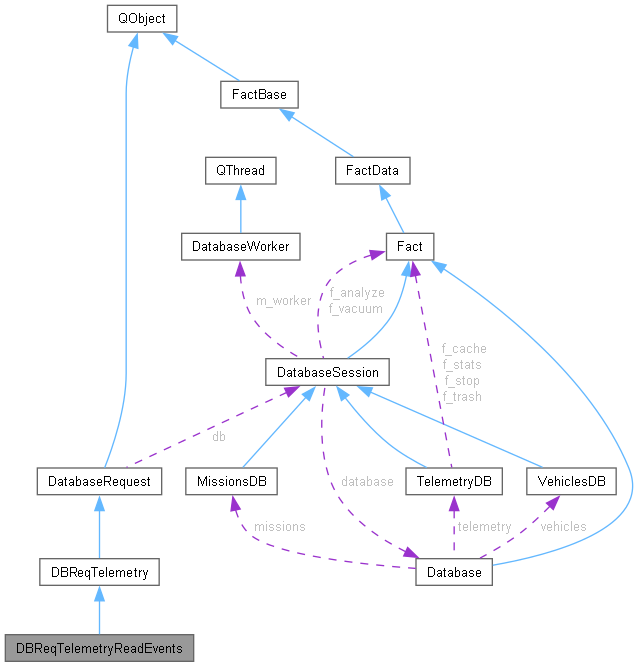 QObject
FactBase
QThread
FactData
DatabaseWorker
Fact
m_worker
f_analyze
f_vacuum
f_cache
f_stats
f_stop
f_trash
DatabaseSession
db
DatabaseRequest
MissionsDB
database
TelemetryDB
VehiclesDB
missions
telemetry
vehicles
DBReqTelemetry
Database
DBReqTelemetryReadEvents